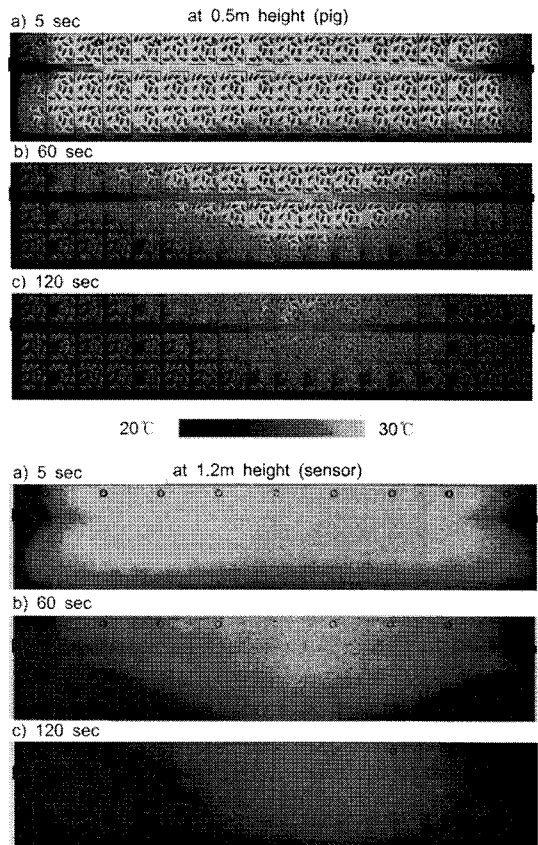 at 0.5m height (pig)
a) 5 sec
b) 60 sec
c) 120 sec
20℃ 30℃
at 1.2m height (sensor)
a) 5 sec
b) 60 sec
c) 120 sec